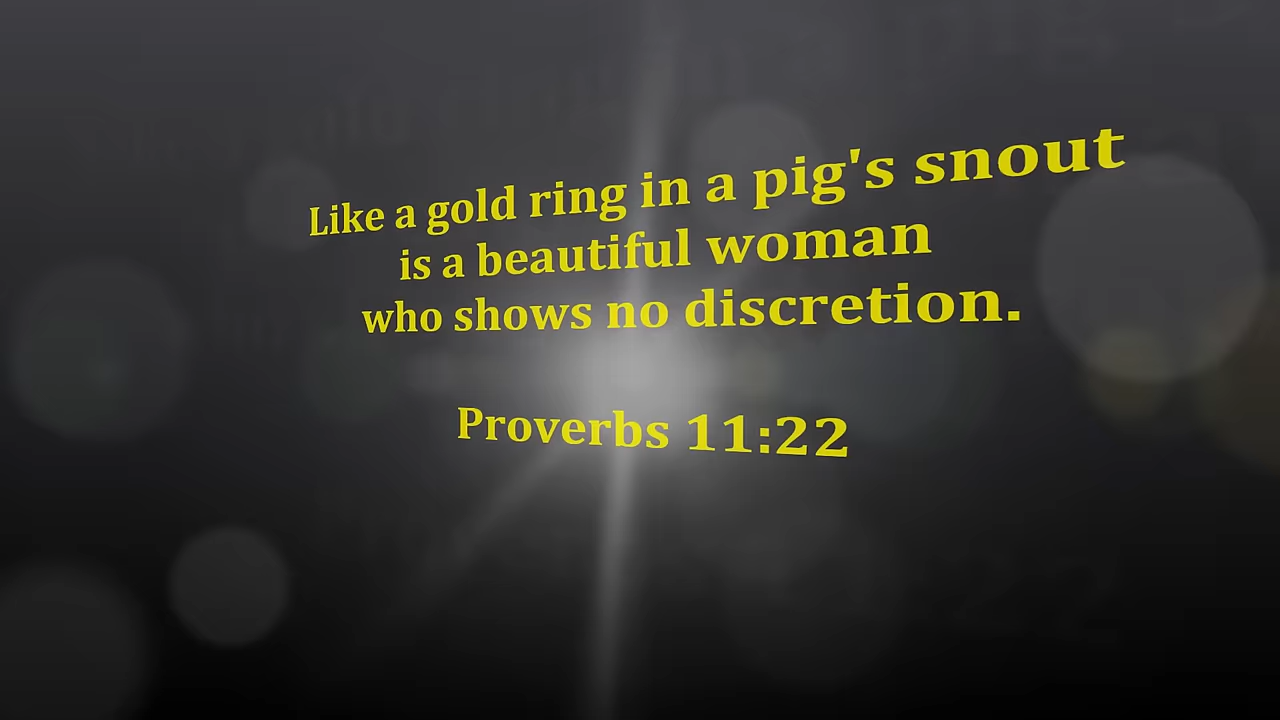 Like a gold ring in a pig's snout
is a beautiful woman
who shows no discretion.
Proverbs 11:22